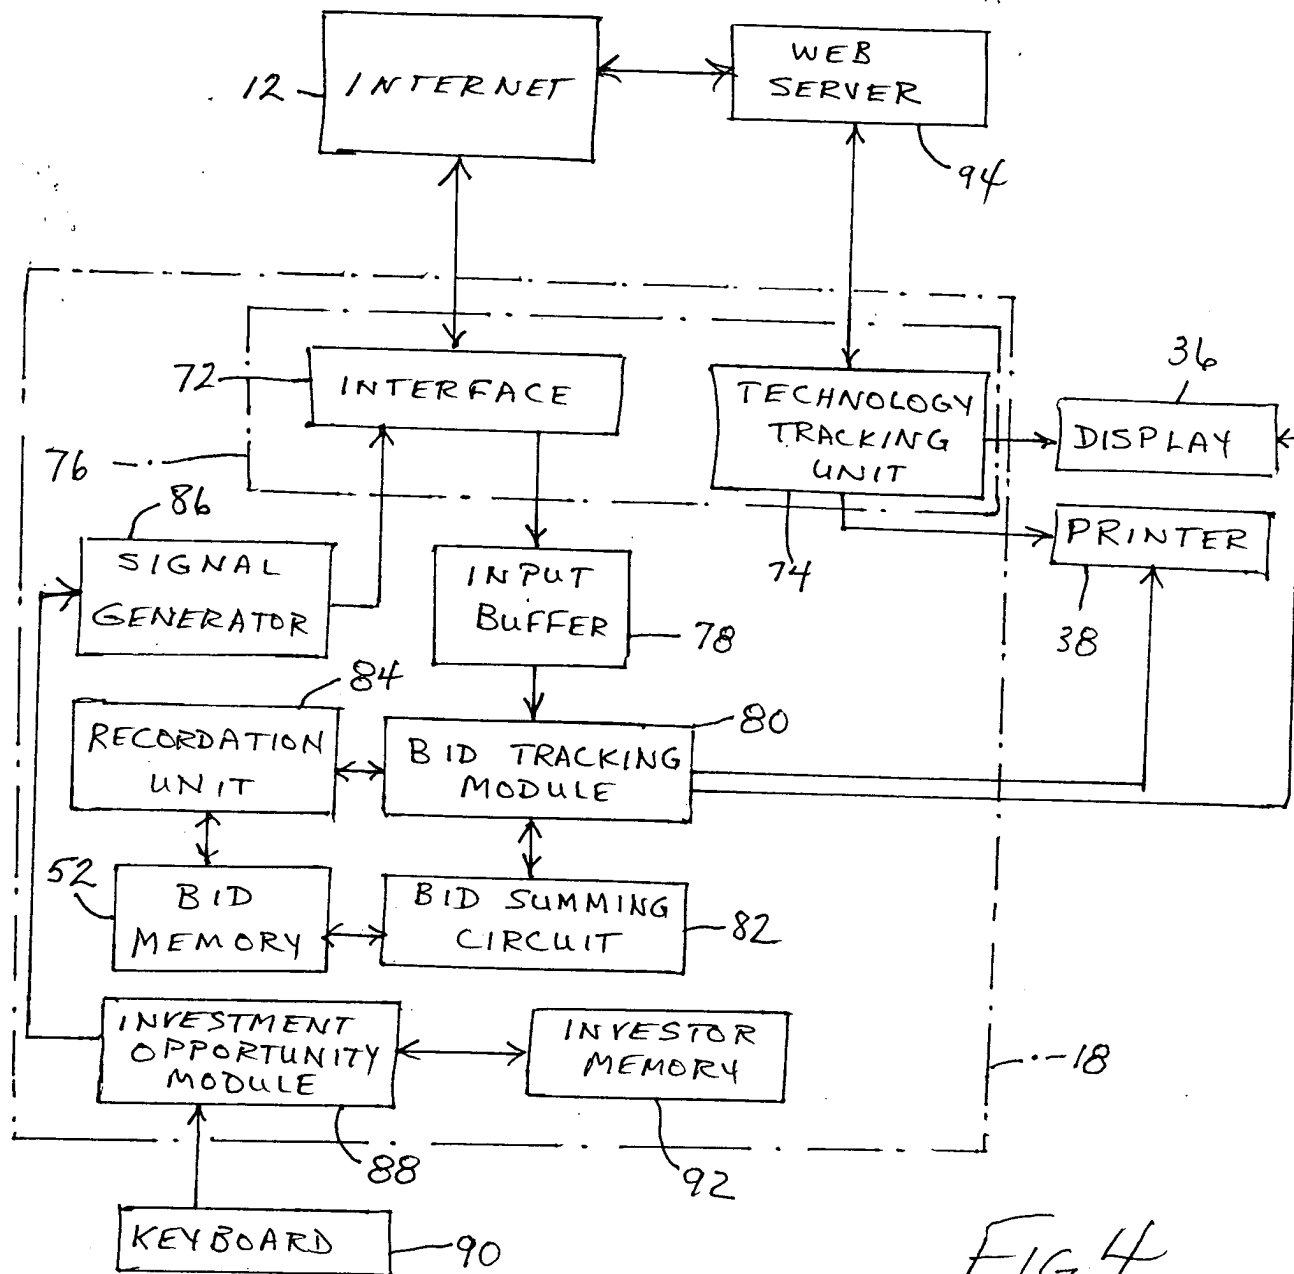 INTERNET
12
WEB
SERVER
94
INTERFACE
72
TECHNOLOGY
TRACKING
UNIT
74
36
DISPLAY
76
86
SIGNAL
GENERATOR
INPUT
BUFFER
78
PRINTER
38
84
RECORDATION
UNIT
80
BID TRACKING
MODULE
52
BID
MEMORY
BID SUMMING
CIRCUIT
82
INVESTMENT
OPPORTUNITY
MODULE
88
INVESTOR
MEMORY
92
18
KEYBOARD
90
FIG. 4